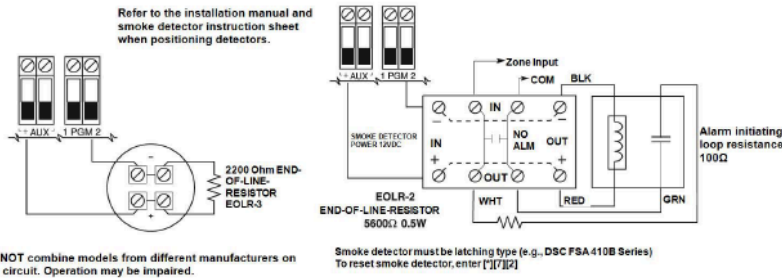 Refer to the installation manual and
smoke detector instruction sheet
when positioning detectors.
+ AUX -
1 PGM 2
-
+
2200 Ohm END-
OF-LINE-
RESISTOR
EOLR-3
NOT combine models from different manufacturers on
circuit. Operation may be impaired.
+ AUX -
1 PGM 2
Zone Input
COM
BLK
IN
SMOKE DETECTOR
POWER 12VDC
IN
NO
ALM
OUT
-
+
-
+
OUT
WHT
RED
GRN
Alarm initiating
loop resistance
100Ω
EOLR-2
END-OF-LINE-RESISTOR
5600Ω 0.5W
Smoke detector must be latching type (e.g., DSC FSA 410B Series)
To reset smoke detector, enter [*][7][2]